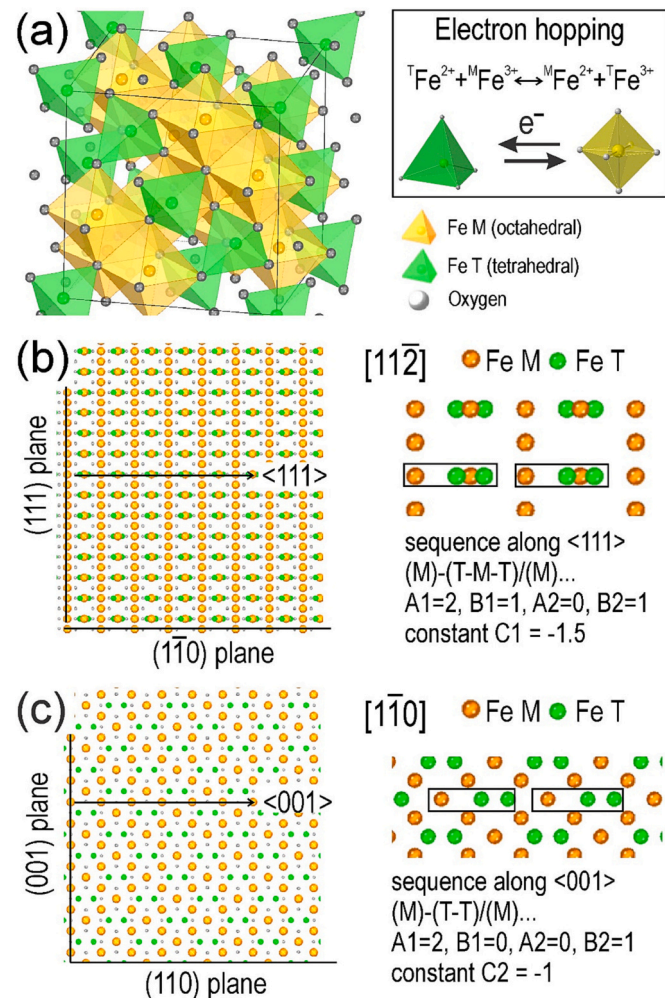 (a)
Electron hopping
ᵀFe²⁺+ᴹFe³⁺↔ᴹFe²⁺+ᵀFe³⁺
e⁻
Fe M (octahedral)
Fe T (tetrahedral)
Oxygen
(b)
[112̅]
Fe M
Fe T
(111) plane
<111>
(11̅0) plane
sequence along <111>
(M)-(T-M-T)/(M)...
A1=2, B1=1, A2=0, B2=1
constant C1 = -1.5
(c)
[11̅0]
Fe M
Fe T
(001) plane
<001>
(110) plane
sequence along <001>
(M)-(T-T)/(M)...
A1=2, B1=0, A2=0, B2=1
constant C2 = -1